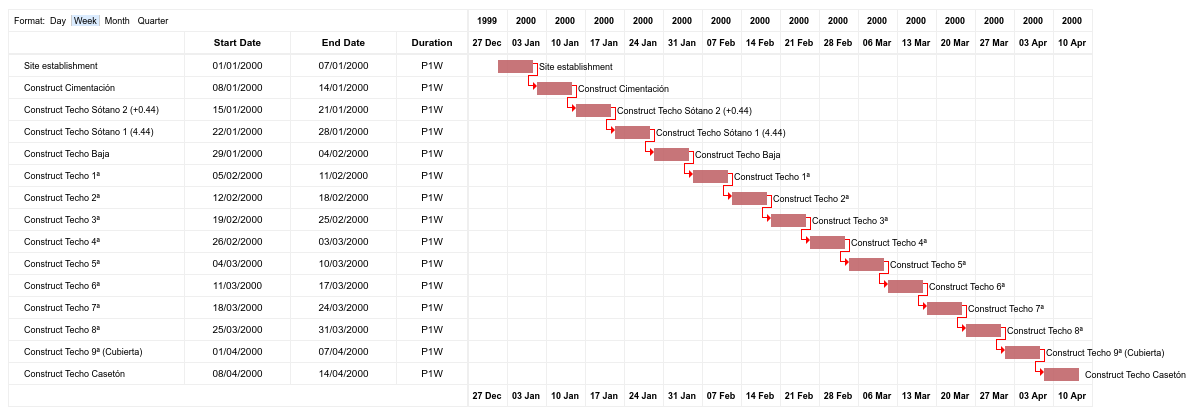 Format: Day Week Month Quarter 1999 2000 2000 2000 2000 2000 2000 2000 2000 2000 2000 2000 2000 2000 2000 2000
Start Date End Date Duration 27 Dec 03 Jan 10 Jan 17 Jan 24 Jan 31 Jan 07 Feb 14 Feb 21 Feb 28 Feb 06 Mar 13 Mar 20 Mar 27 Mar 03 Apr 10 Apr
Site establishment 01/01/2000 07/01/2000 P1W Site establishment
Construct Cimentación 08/01/2000 14/01/2000 P1W Construct Cimentación
Construct Techo Sótano 2 (+0.44) 15/01/2000 21/01/2000 P1W Construct Techo Sótano 2 (+0.44)
Construct Techo Sótano 1 (4.44) 22/01/2000 28/01/2000 P1W Construct Techo Sótano 1 (4.44)
Construct Techo Baja 29/01/2000 04/02/2000 P1W Construct Techo Baja
Construct Techo 1ª 05/02/2000 11/02/2000 P1W Construct Techo 1ª
Construct Techo 2ª 12/02/2000 18/02/2000 P1W Construct Techo 2ª
Construct Techo 3ª 19/02/2000 25/02/2000 P1W Construct Techo 3ª
Construct Techo 4ª 26/02/2000 03/03/2000 P1W Construct Techo 4ª
Construct Techo 5ª 04/03/2000 10/03/2000 P1W Construct Techo 5ª
Construct Techo 6ª 11/03/2000 17/03/2000 P1W Construct Techo 6ª
Construct Techo 7ª 18/03/2000 24/03/2000 P1W Construct Techo 7ª
Construct Techo 8ª 25/03/2000 31/03/2000 P1W Construct Techo 8ª
Construct Techo 9ª (Cubierta) 01/04/2000 07/04/2000 P1W Construct Techo 9ª (Cubierta)
Construct Techo Casetón 08/04/2000 14/04/2000 P1W Construct Techo Casetón
27 Dec 03 Jan 10 Jan 17 Jan 24 Jan 31 Jan 07 Feb 14 Feb 21 Feb 28 Feb 06 Mar 13 Mar 20 Mar 27 Mar 03 Apr 10 Apr